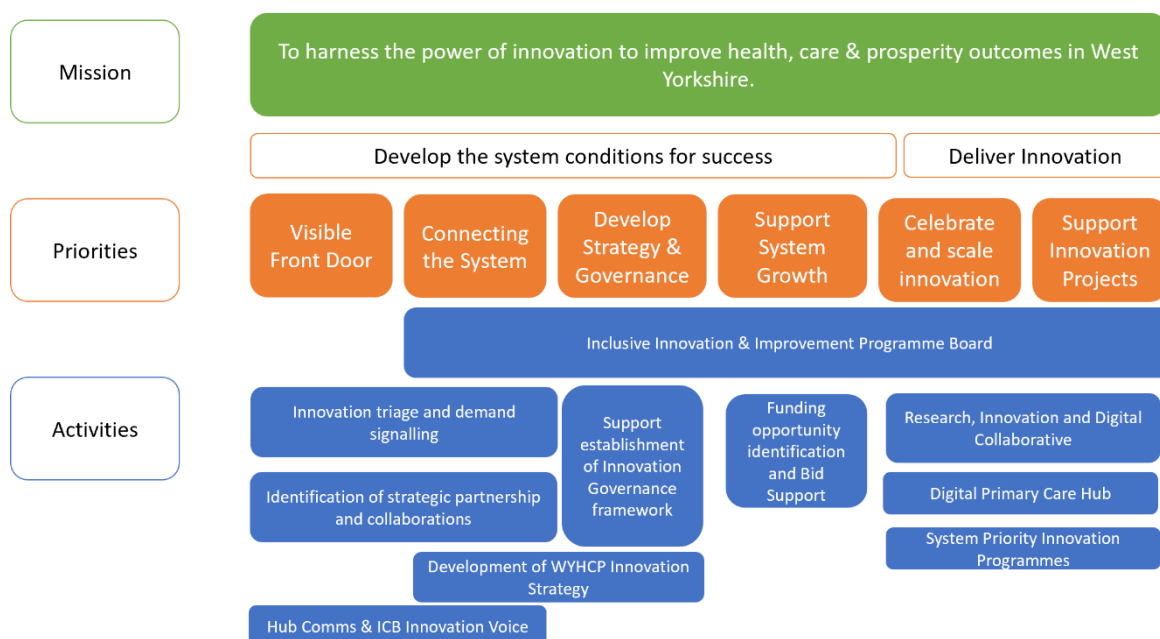 Mission
To harness the power of innovation to improve health, care & prosperity outcomes in West
Yorkshire.
Develop the system conditions for success
Deliver Innovation
Priorities
Visible
Front Door
Connecting
the System
Develop
Strategy &
Governance
Support
System
Growth
Celebrate
and scale
innovation
Support
Innovation
Projects
Inclusive Innovation & Improvement Programme Board
Activities
Innovation triage and demand
signalling
Identification of strategic partnership
and collaborations
Support
establishment
of Innovation
Governance
framework
Funding
opportunity
identification
and Bid
Support
Research, Innovation and Digital
Collaborative
Digital Primary Care Hub
System Priority Innovation
Programmes
Development of WYHCP Innovation
Strategy
Hub Comms & ICB Innovation Voice